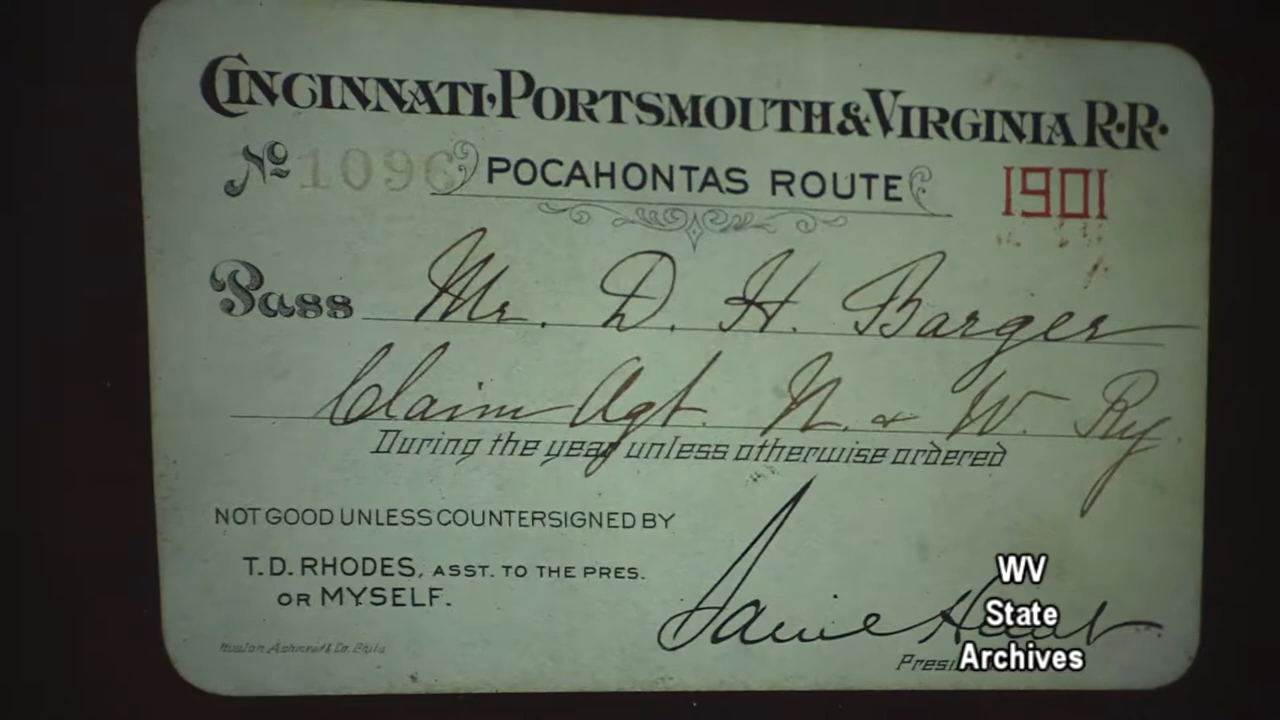 CINCINNATI, PORTSMOUTH & VIRGINIA R.R.
No 1096 POCAHONTAS ROUTE 1901
Pass Mr. D. H. Barger
Claim Agt. N. & W. Ry.
During the year unless otherwise ordered
NOT GOOD UNLESS COUNTERSIGNED BY
T. D. RHODES, ASST. TO THE PRES.
OR MYSELF.
WV
State
Archives